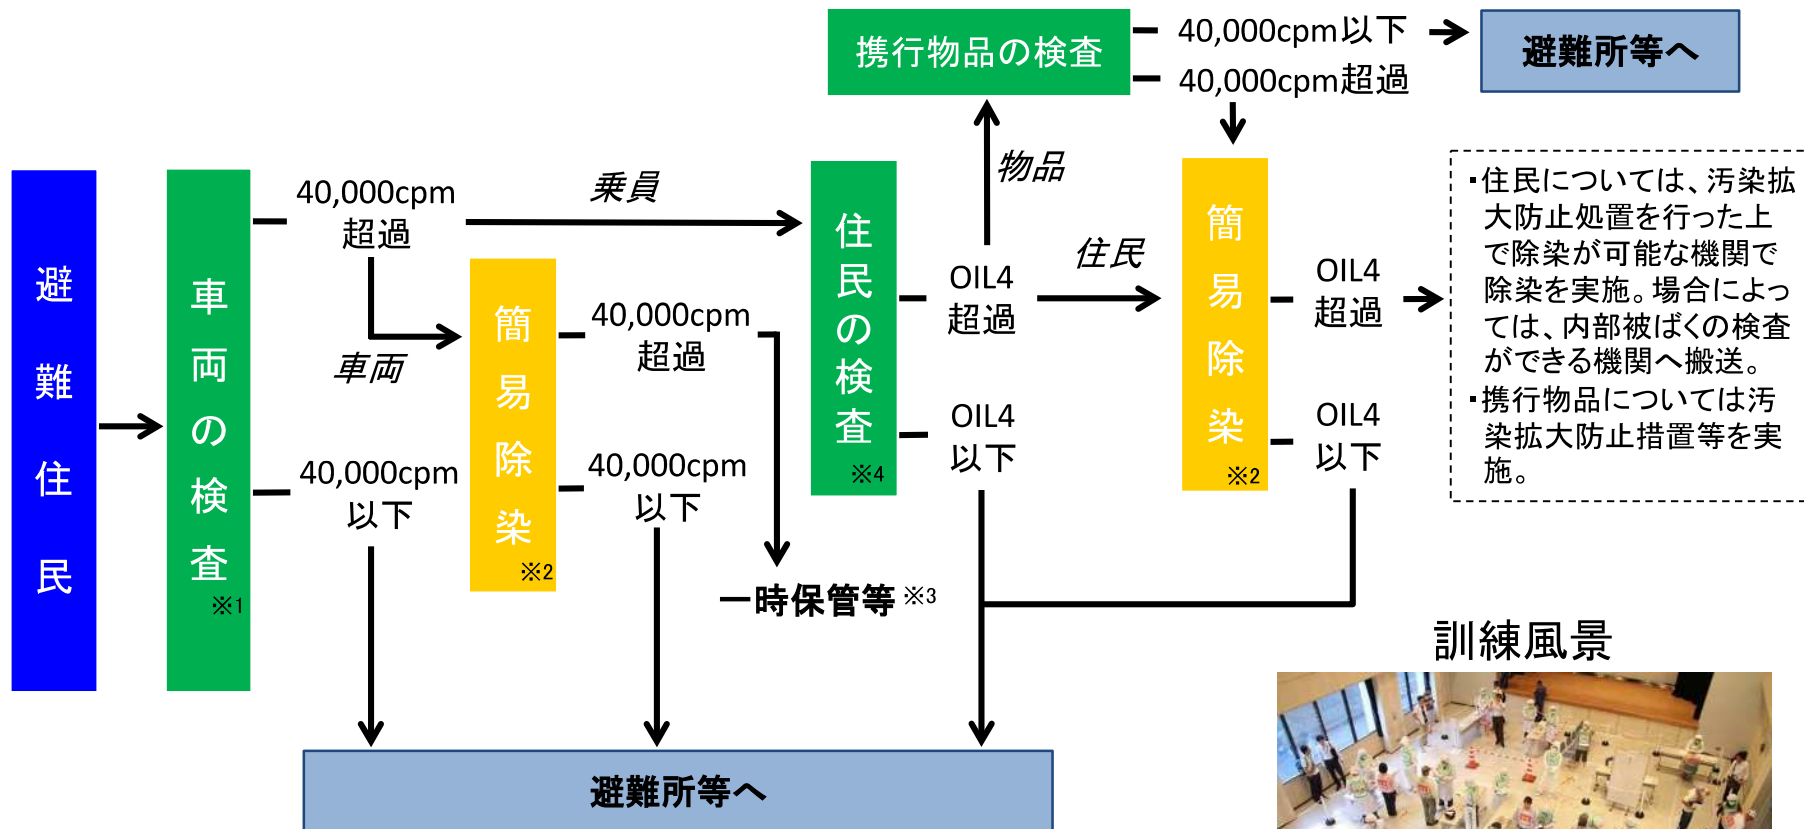 避難住民
車両の検査
※1
40,000cpm
超過
乗員
車両
40,000cpm
以下
簡易除染
※2
40,000cpm
超過
40,000cpm
以下
一時保管等 ※3
住民の検査
※4
携行物品の検査
40,000cpm以下
40,000cpm超過
避難所等へ
物品
OIL4
超過
住民
OIL4
以下
簡易除染
※2
OIL4
超過
OIL4
以下
・住民については、汚染拡
大防止処置を行った上
で除染が可能な機関で
除染を実施。場合によっ
ては、内部被ばくの検査
ができる機関へ搬送。
・携行物品については汚
染拡大防止措置等を実
施。
避難所等へ
訓練風景